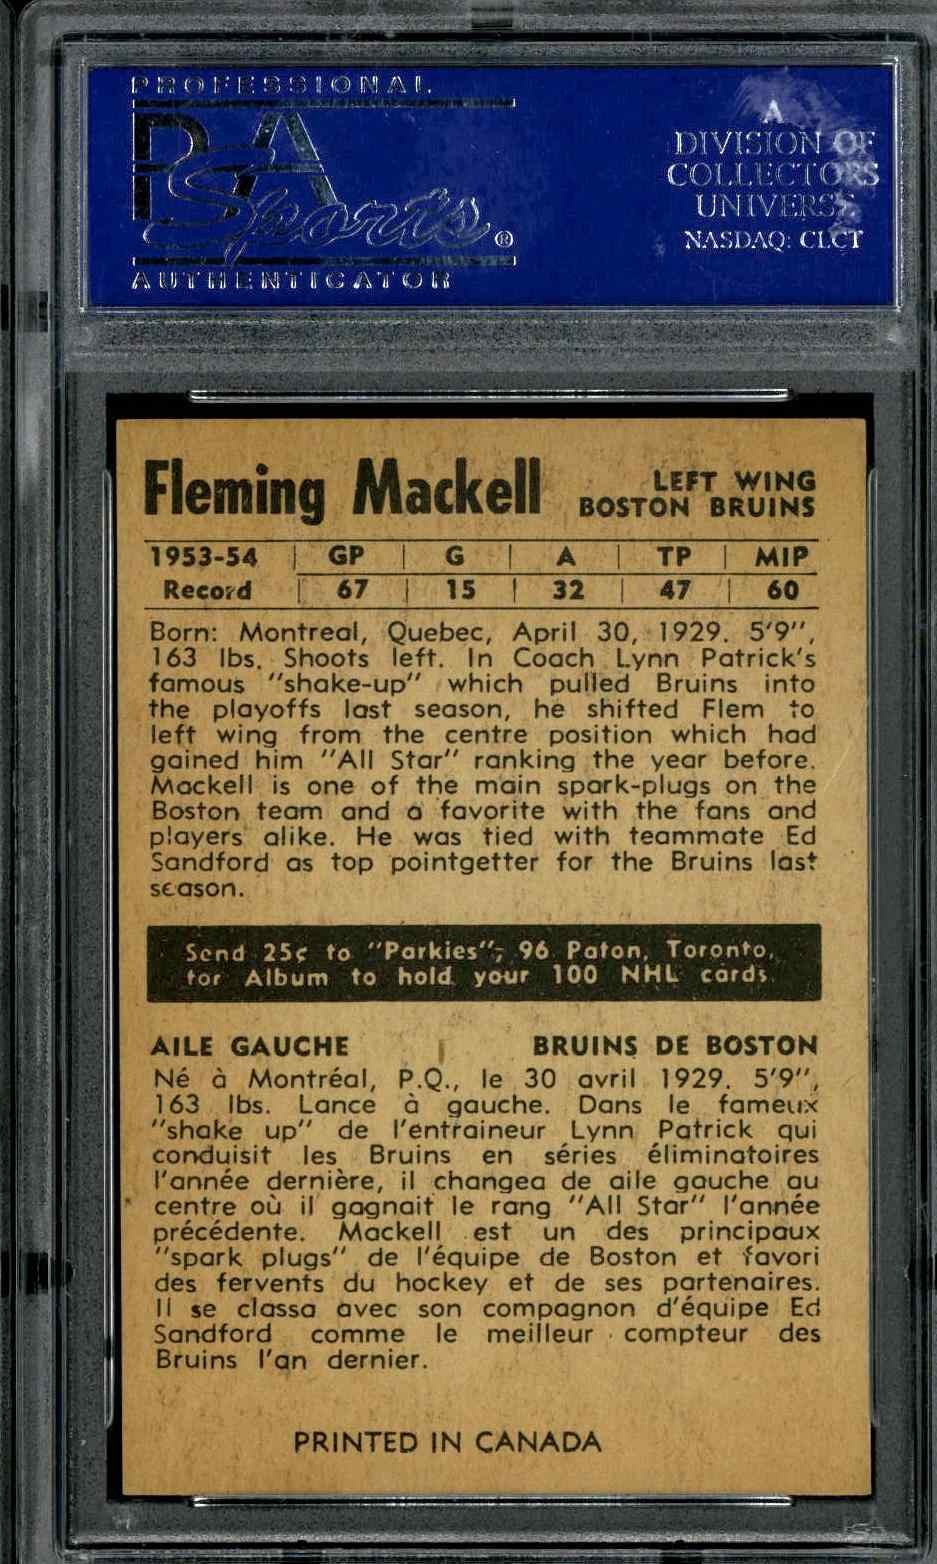 PROFESSIONAL
PSA
Sports ®
AUTHENTICATOR
A
DIVISION OF
COLLECTORS
UNIVERSE
NASDAQ: CLCT
Fleming Mackell
LEFT WING
BOSTON BRUINS
1953-54 | GP | G | A | TP | MIP
Record | 67 | 15 | 32 | 47 | 60
Born: Montreal, Quebec, April 30, 1929. 5'9",
163 lbs. Shoots left. In Coach Lynn Patrick's
famous "shake-up" which pulled Bruins into
the playoffs last season, he shifted Flem to
left wing from the centre position which had
gained him "All Star" ranking the year before.
Mackell is one of the main spark-plugs on the
Boston team and a favorite with the fans and
players alike. He was tied with teammate Ed
Sandford as top pointgetter for the Bruins last
season.
Send 25¢ to "Parkies", 96 Paton, Toronto,
for Album to hold your 100 NHL cards.
AILE GAUCHE BRUINS DE BOSTON
Né à Montréal, P.Q., le 30 avril 1929. 5'9",
163 lbs. Lance à gauche. Dans le fameux
"shake up" de l'entraineur Lynn Patrick qui
conduisit les Bruins en séries éliminatoires
l'année dernière, il changea de aile gauche au
centre où il gagnait le rang "All Star" l'année
précédente. Mackell est un des principaux
"spark plugs" de l'équipe de Boston et favori
des fervents du hockey et de ses partenaires.
Il se classa avec son compagnon d'équipe Ed
Sandford comme le meilleur compteur des
Bruins l'an dernier.
PRINTED IN CANADA